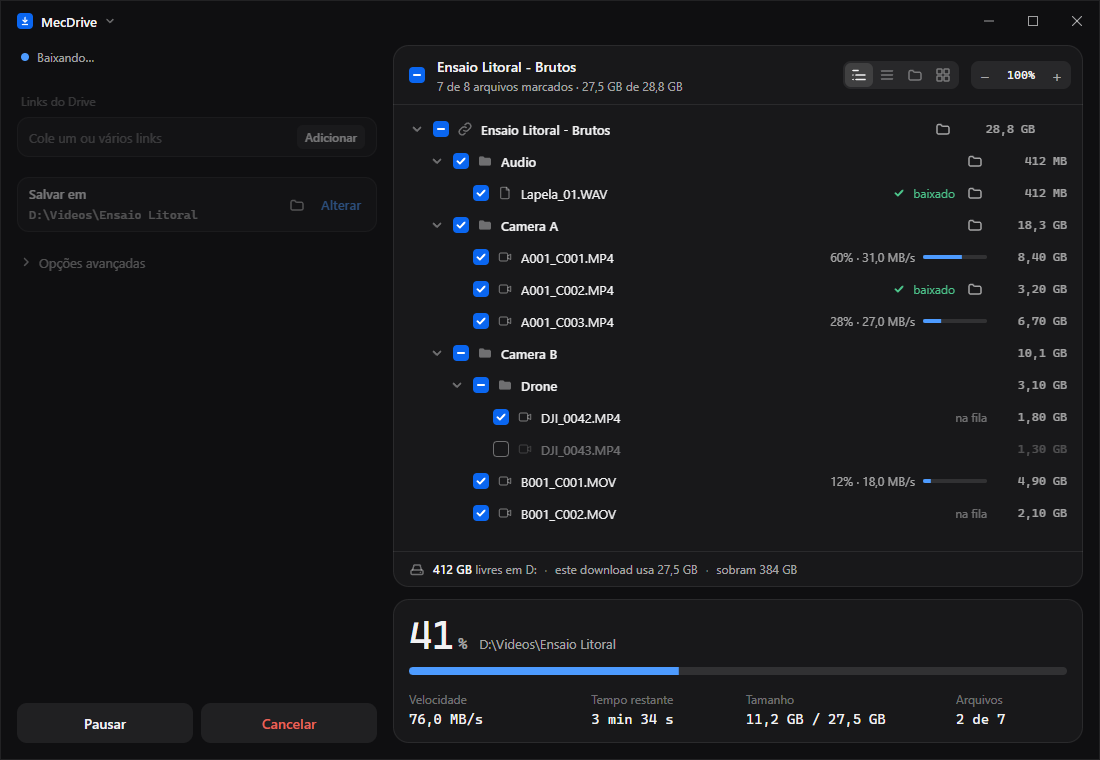 MecDrive
Baixando...
Links do Drive
Cole um ou vários links
Adicionar
Salvar em
D:\Videos\Ensaio Litoral
Alterar
Opções avançadas
Pausar
Cancelar
Ensaio Litoral - Brutos
7 de 8 arquivos marcados · 27,5 GB de 28,8 GB
– 100% +
Ensaio Litoral - Brutos 28,8 GB
Audio 412 MB
Lapela_01.WAV baixado 412 MB
Camera A 18,3 GB
A001_C001.MP4 60% · 31,0 MB/s 8,40 GB
A001_C002.MP4 baixado 3,20 GB
A001_C003.MP4 28% · 27,0 MB/s 6,70 GB
Camera B 10,1 GB
Drone 3,10 GB
DJI_0042.MP4 na fila 1,80 GB
DJI_0043.MP4 1,30 GB
B001_C001.MOV 12% · 18,0 MB/s 4,90 GB
B001_C002.MOV na fila 2,10 GB
412 GB livres em D: · este download usa 27,5 GB · sobram 384 GB
41 % D:\Videos\Ensaio Litoral
Velocidade Tempo restante Tamanho Arquivos
76,0 MB/s 3 min 34 s 11,2 GB / 27,5 GB 2 de 7